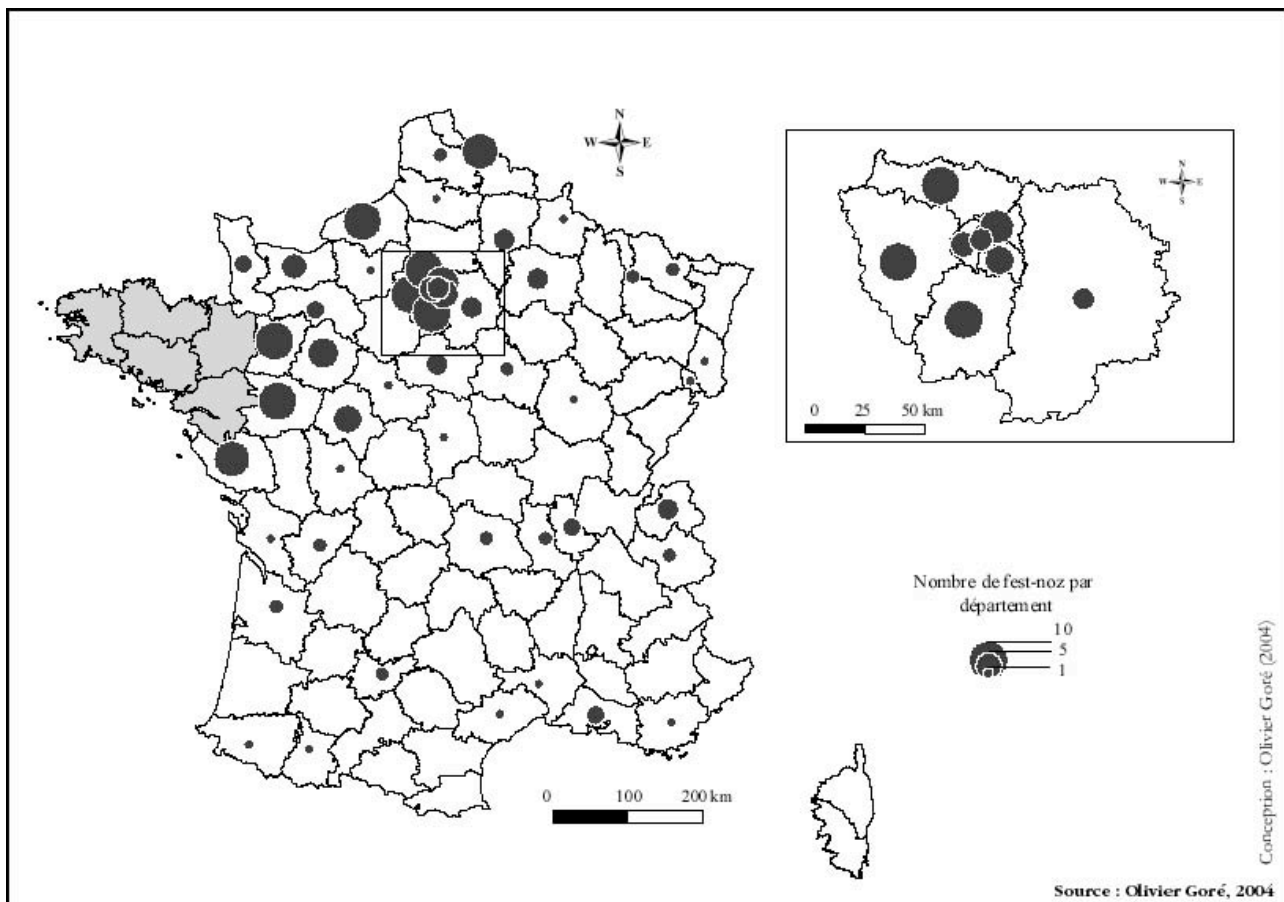 N
W E
S
N
W E
S
0 25 50 km
Nombre de fest-noz par
département
10
5
1
0 100 200 km
Conception : Olivier Goré (2004)
Source : Olivier Goré, 2004